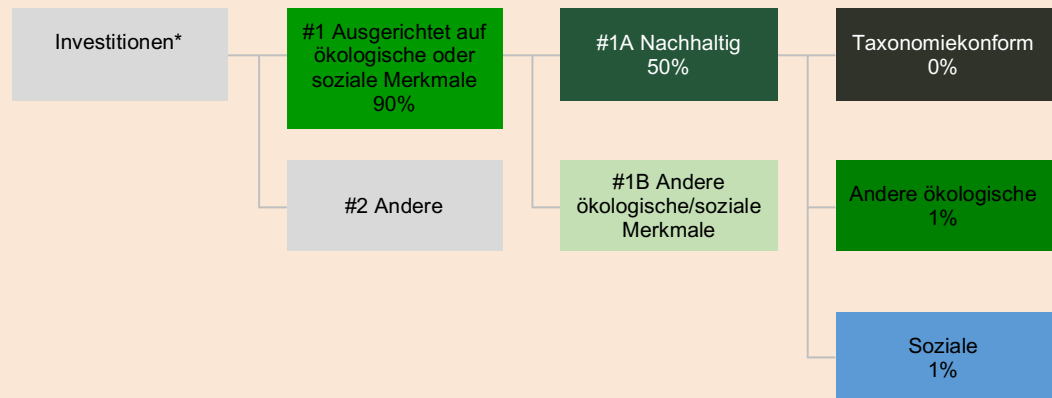 Investitionen*
#1 Ausgerichtet auf
ökologische oder
soziale Merkmale
90%
#1A Nachhaltig
50%
Taxonomiekonform
0%
#2 Andere
#1B Andere
ökologische/soziale
Merkmale
Andere ökologische
1%
Soziale
1%